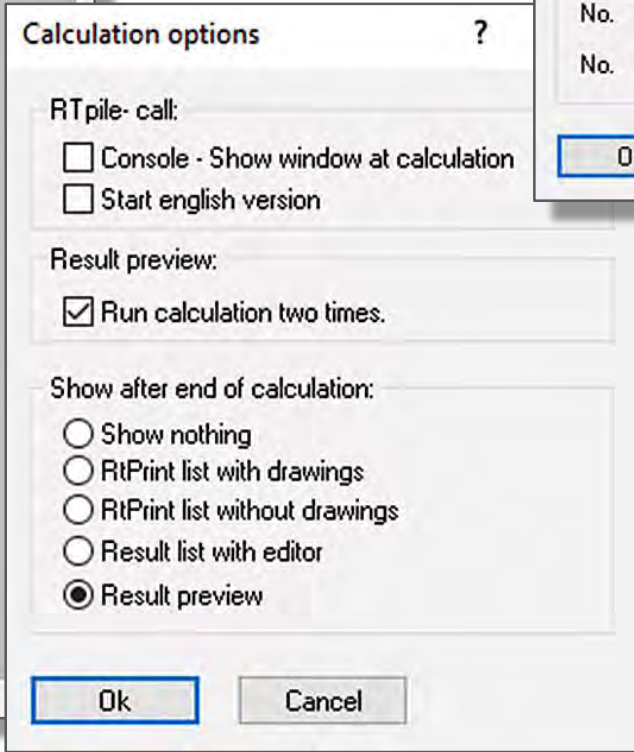 Calculation options ?
No.
No.
RTpile- call:
Console - Show window at calculation
Start english version
Result preview:
Run calculation two times.
Show after end of calculation:
Show nothing
RtPrint list with drawings
RtPrint list without drawings
Result list with editor
Result preview
Ok Cancel